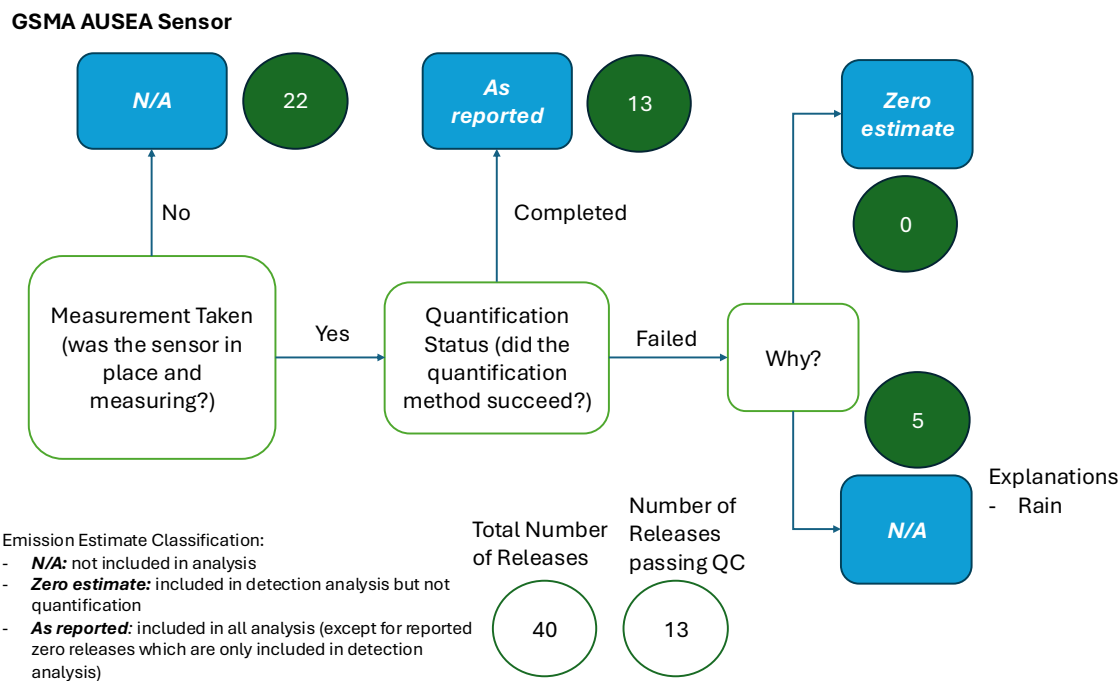 GSMA AUSEA Sensor
N/A
22
As
reported
13
Zero
estimate
0
No
Completed
Measurement Taken
(was the sensor in
place and
measuring?)
Yes
Quantification
Status (did the
quantification
method succeed?)
Failed
Why?
5
N/A
Explanations
- Rain
Emission Estimate Classification:
- N/A: not included in analysis
- Zero estimate: included in detection analysis but not
quantification
- As reported: included in all analysis (except for reported
zero releases which are only included in detection
analysis)
Total Number
of Releases
40
Number of
Releases
passing QC
13